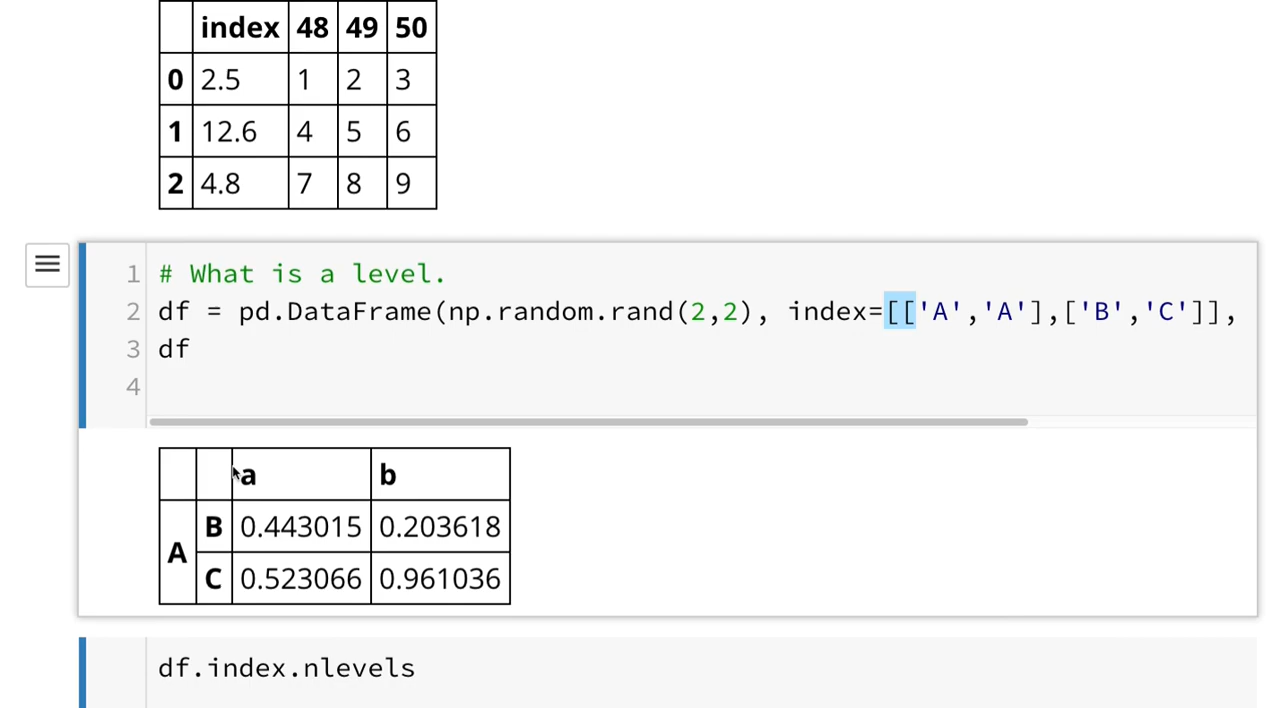 index 48 49 50
0 2.5 1 2 3
1 12.6 4 5 6
2 4.8 7 8 9
1 # What is a level.
2 df = pd.DataFrame(np.random.rand(2,2), index=[['A','A'],['B','C']],
3 df
4
a b
A B 0.443015 0.203618
C 0.523066 0.961036
df.index.nlevels